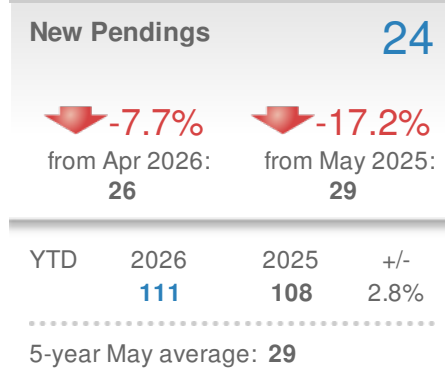 New Pendings 24
-7.7% -17.2%
from Apr 2026: from May 2025:
26 29
YTD 2026 2025 +/-
111 108 2.8%
5-year May average: 29